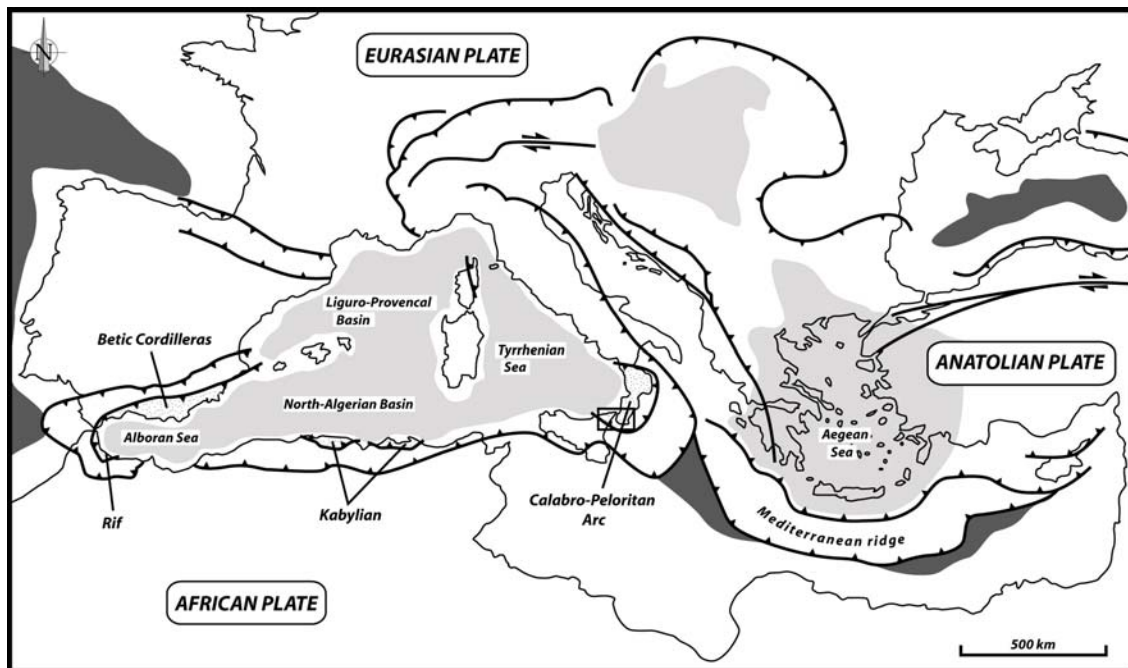 N
EURASIAN PLATE
Liguro-Provencal
Basin
Betic Cordilleras
Tyrrhenian
Sea
ANATOLIAN PLATE
North-Algerian Basin
Alboran Sea
Aegean
Sea
Rif
Kabylian
Calabro-Peloritan
Arc
Mediterranean ridge
AFRICAN PLATE
500 km